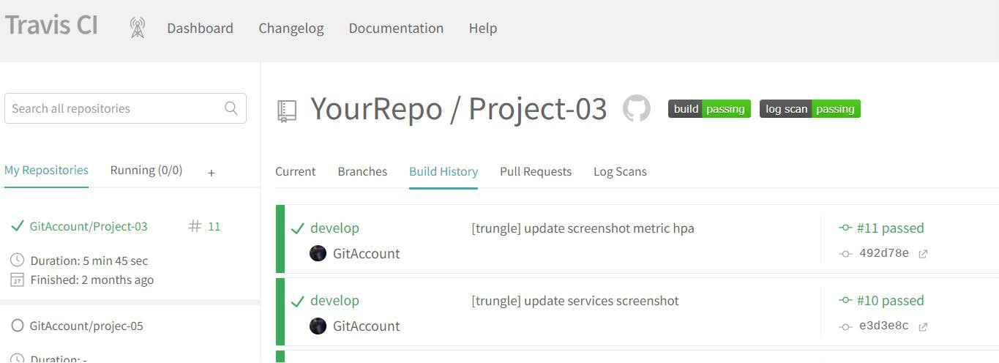 Travis CI Dashboard Changelog Documentation Help
Search all repositories
YourRepo / Project-03 build passing log scan passing
My Repositories Running (0/0) +
Current Branches Build History Pull Requests Log Scans
GitAccount/Project-03 # 11
Duration: 5 min 45 sec
27 Finished: 2 months ago
GitAccount/projec-05
Duration: -
develop [trungle] update screenshot metric hpa #11 passed
GitAccount 492d78e
develop [trungle] update services screenshot #10 passed
GitAccount e3d3e8c